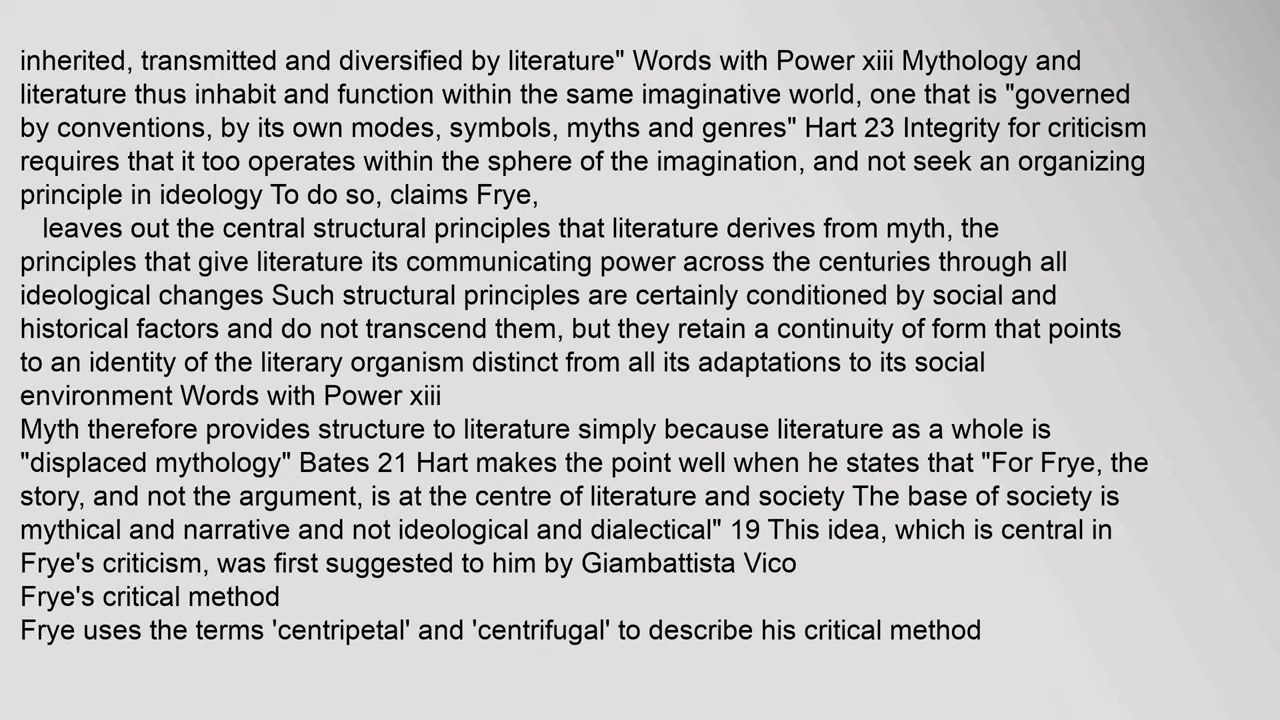 inherited, transmitted and diversified by literature" Words with Power xiii Mythology and
literature thus inhabit and function within the same imaginative world, one that is "governed
by conventions, by its own modes, symbols, myths and genres" Hart 23 Integrity for criticism
requires that it too operates within the sphere of the imagination, and not seek an organizing
principle in ideology To do so, claims Frye,
leaves out the central structural principles that literature derives from myth, the
principles that give literature its communicating power across the centuries through all
ideological changes Such structural principles are certainly conditioned by social and
historical factors and do not transcend them, but they retain a continuity of form that points
to an identity of the literary organism distinct from all its adaptations to its social
environment Words with Power xiii
Myth therefore provides structure to literature simply because literature as a whole is
"displaced mythology" Bates 21 Hart makes the point well when he states that "For Frye, the
story, and not the argument, is at the centre of literature and society The base of society is
mythical and narrative and not ideological and dialectical" 19 This idea, which is central in
Frye's criticism, was first suggested to him by Giambattista Vico
Frye's critical method
Frye uses the terms 'centripetal' and 'centrifugal' to describe his critical method